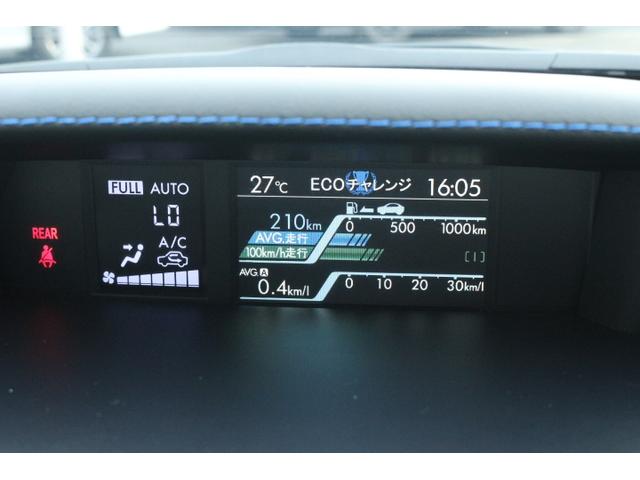 REAR
FULL AUTO
LO
A/C
27℃ ECOチャレンジ 16:05
210km
0 500 1000km
AVG.走行
100km/h走行
[1]
AVG.A
0.4km/l
0 10 20 30km/l